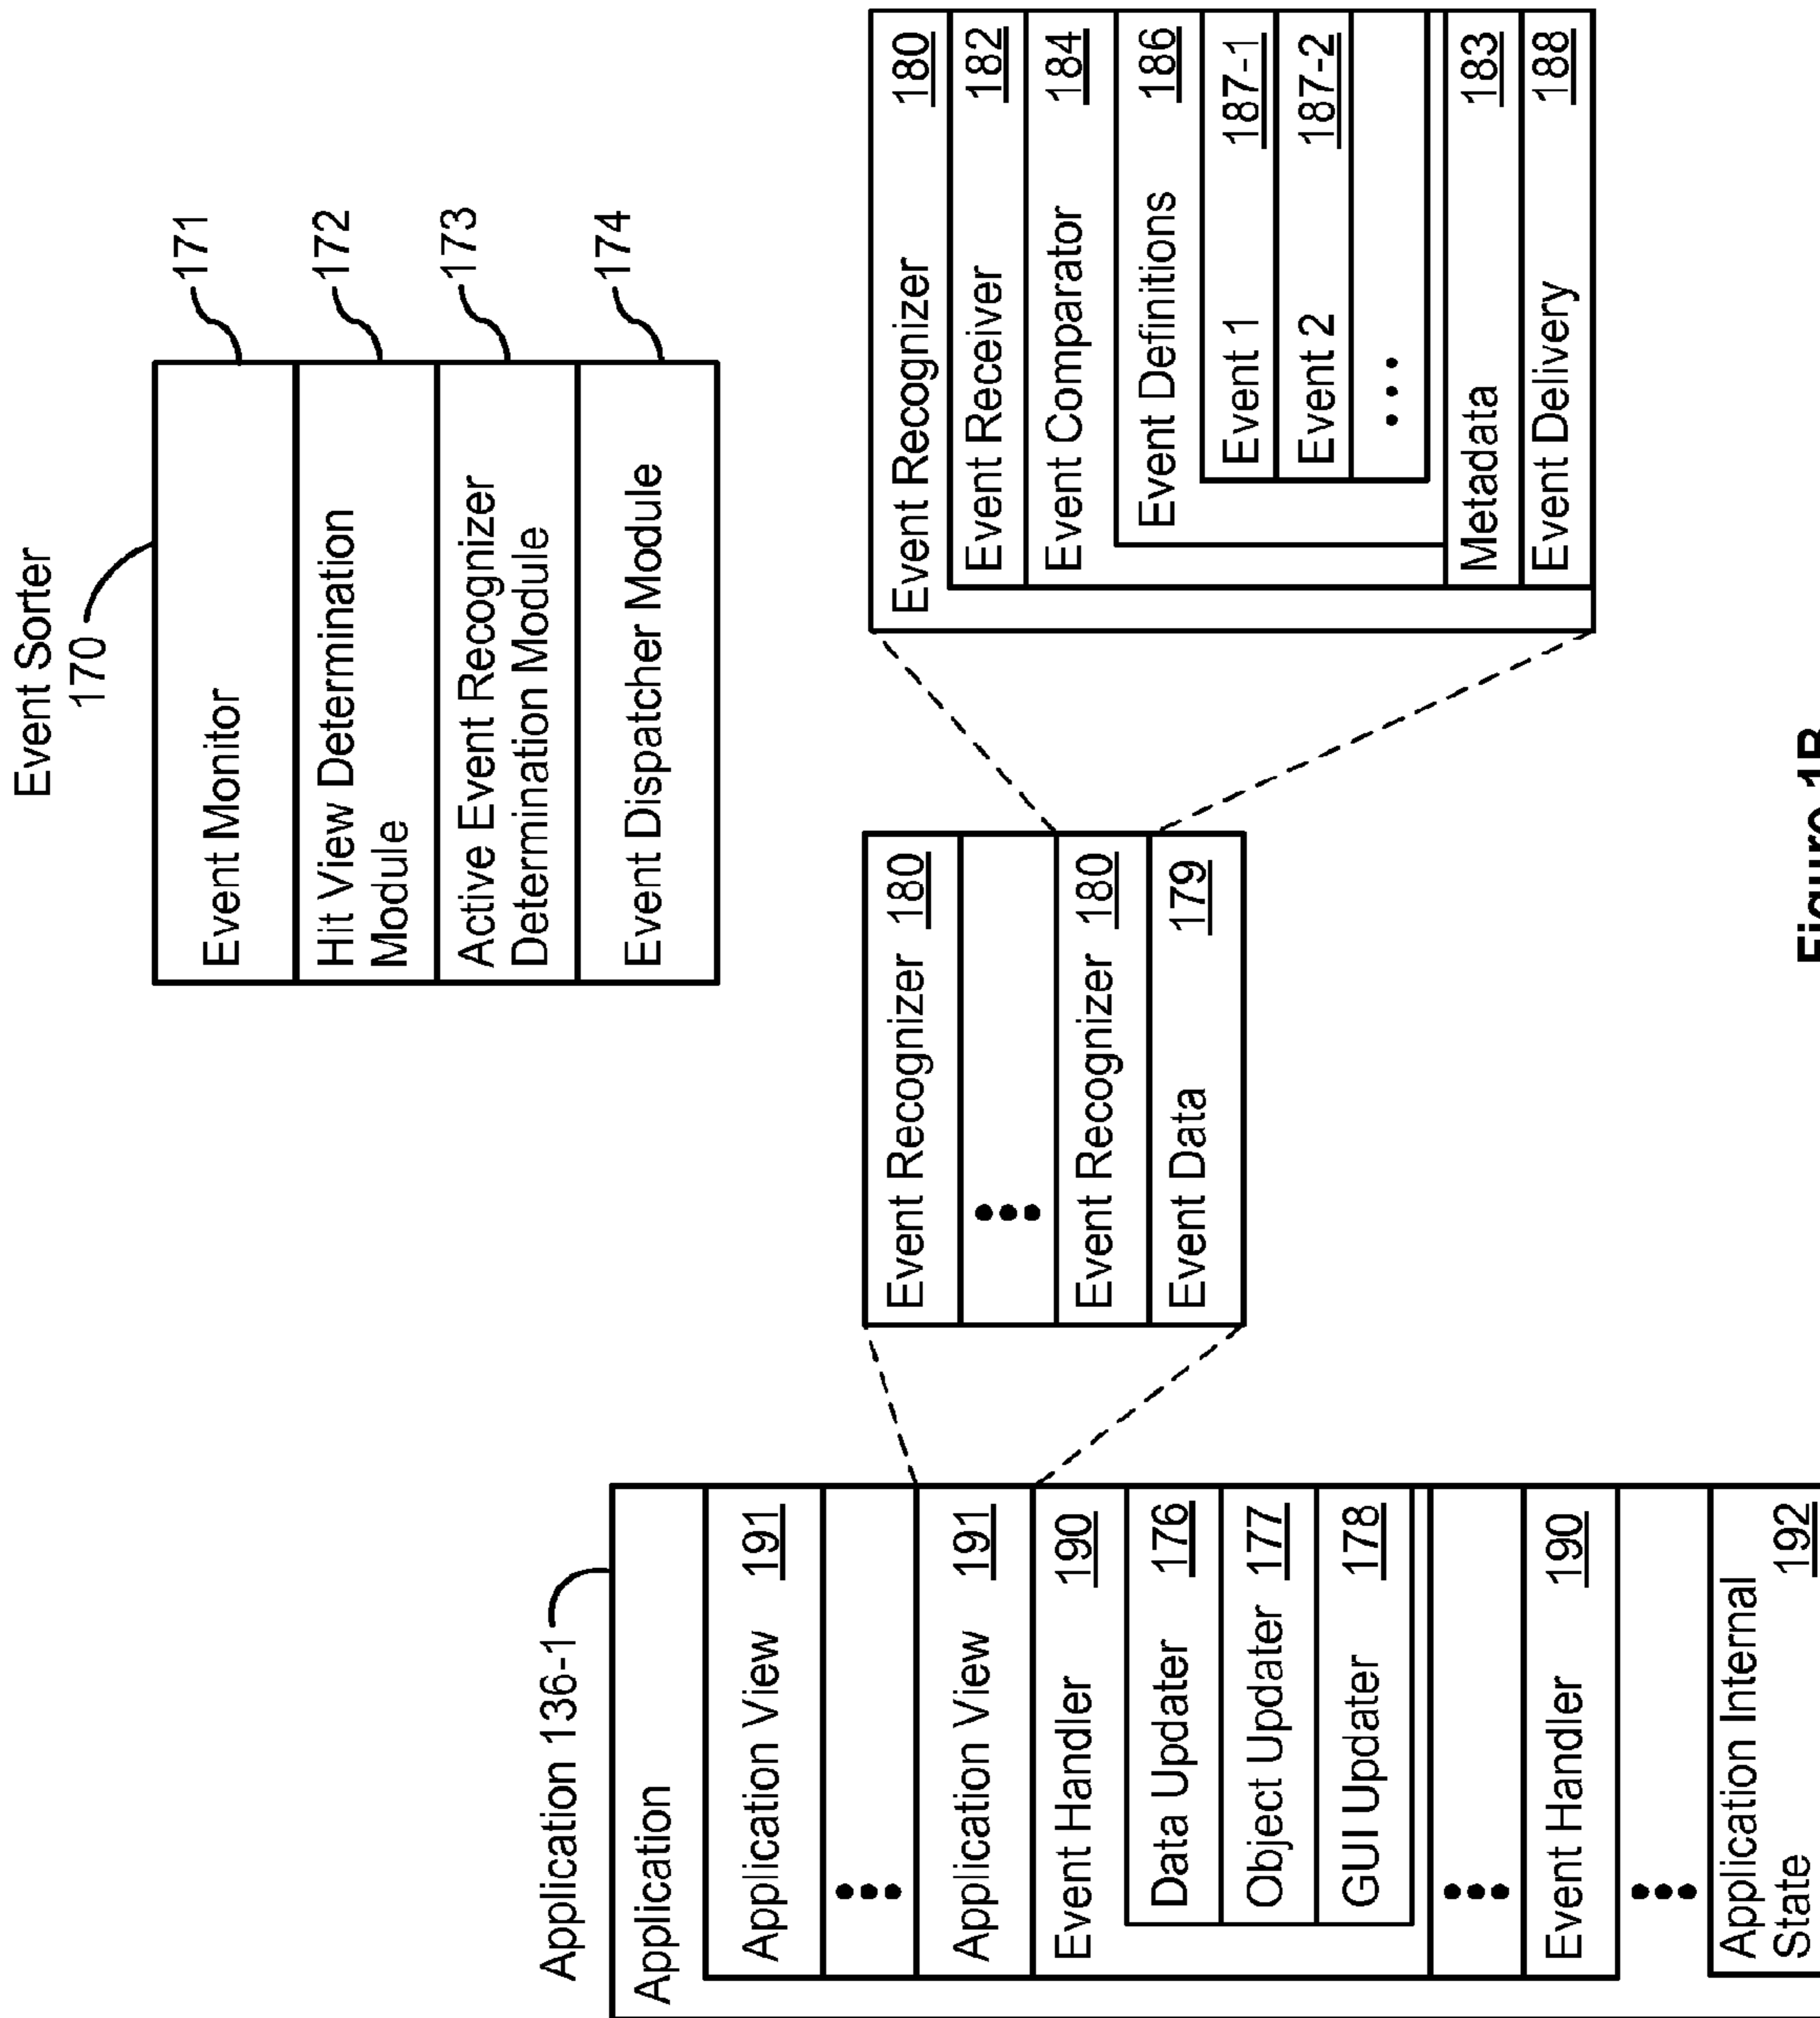 Event Sorter
170
Event Monitor
171
Hit View Determination
Module
172
Active Event Recognizer
Determination Module
173
Event Dispatcher Module
174
Application 136-1
Application
Application View 191
•••
Application View 191
Event Handler 190
Data Updater 176
Object Updater 177
GUI Updater 178
•••
Event Handler 190
•••
Application Internal
State 192
Event Recognizer 180
•••
Event Recognizer 180
Event Data 179
Event Recognizer 180
Event Receiver 182
Event Comparator 184
Event Definitions 186
Event 1 187-1
Event 2 187-2
•••
Metadata 183
Event Delivery 188
Figure 1B